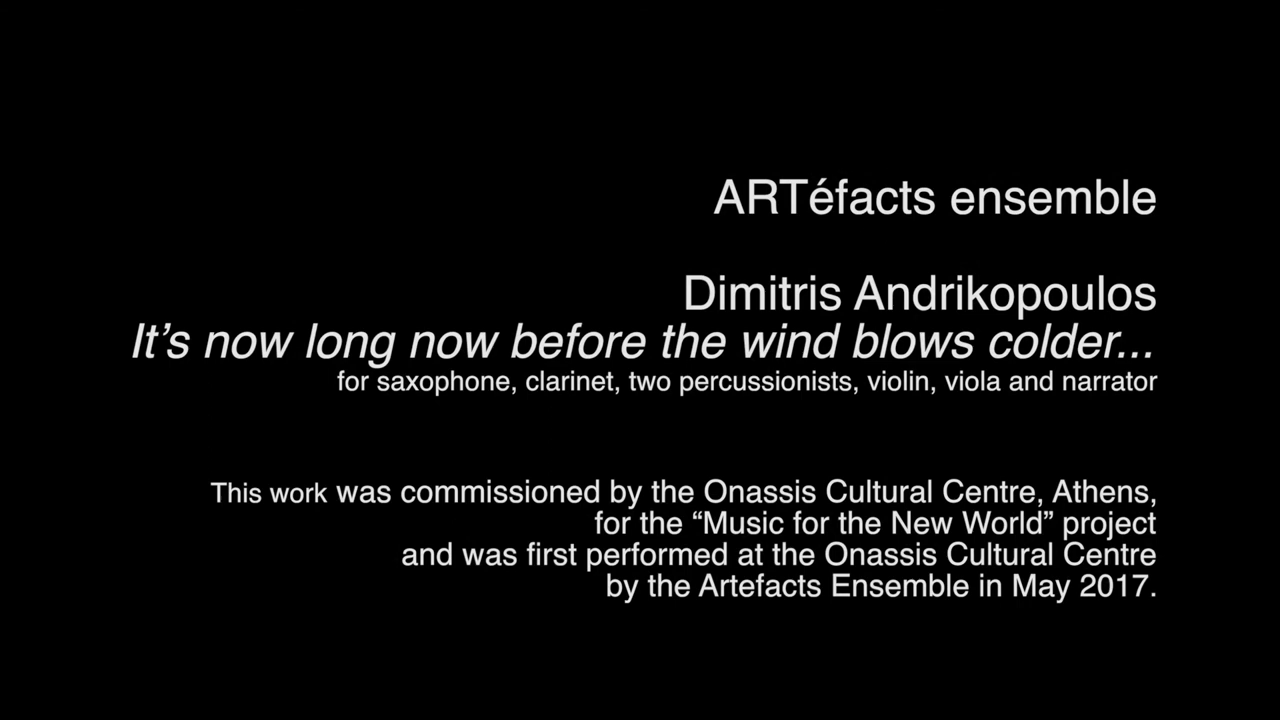 ARTéfacts ensemble
Dimitris Andrikopoulos
It’s now long now before the wind blows colder...
for saxophone, clarinet, two percussionists, violin, viola and narrator
This work was commissioned by the Onassis Cultural Centre, Athens,
for the “Music for the New World” project
and was first performed at the Onassis Cultural Centre
by the Artefacts Ensemble in May 2017.